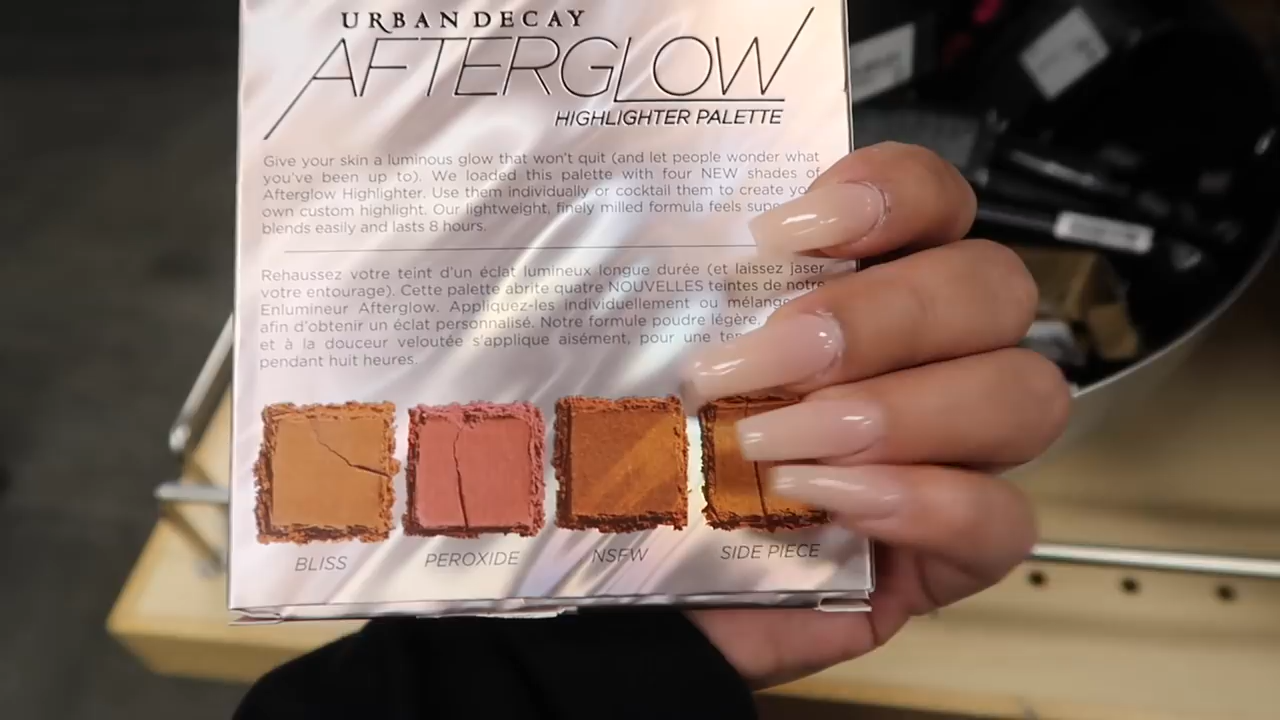 URBAN DECAY
AFTERGLOW
HIGHLIGHTER PALETTE
Give your skin a luminous glow that won't quit (and let people wonder what
you've been up to). We loaded this palette with four NEW shades of
Afterglow Highlighter. Use them individually or cocktail them to create
own custom highlight. Our lightweight, finely milled formula feels
blends easily and lasts 8 hours.
Rehaussez votre teint d'un éclat lumineux longue durée (et laissez jaser
votre entourage). Cette palette abrite quatre NOUVELLES teintes de notre
Enlumineur Afterglow. Appliquez-les individuellement ou
afin d'obtenir un éclat personnalisé. Notre formule poudre légère,
et à la douceur veloutée s'applique aisément, pour une
pendant huit heures.
BLISS PEROXIDE NSFW SIDE PIECE